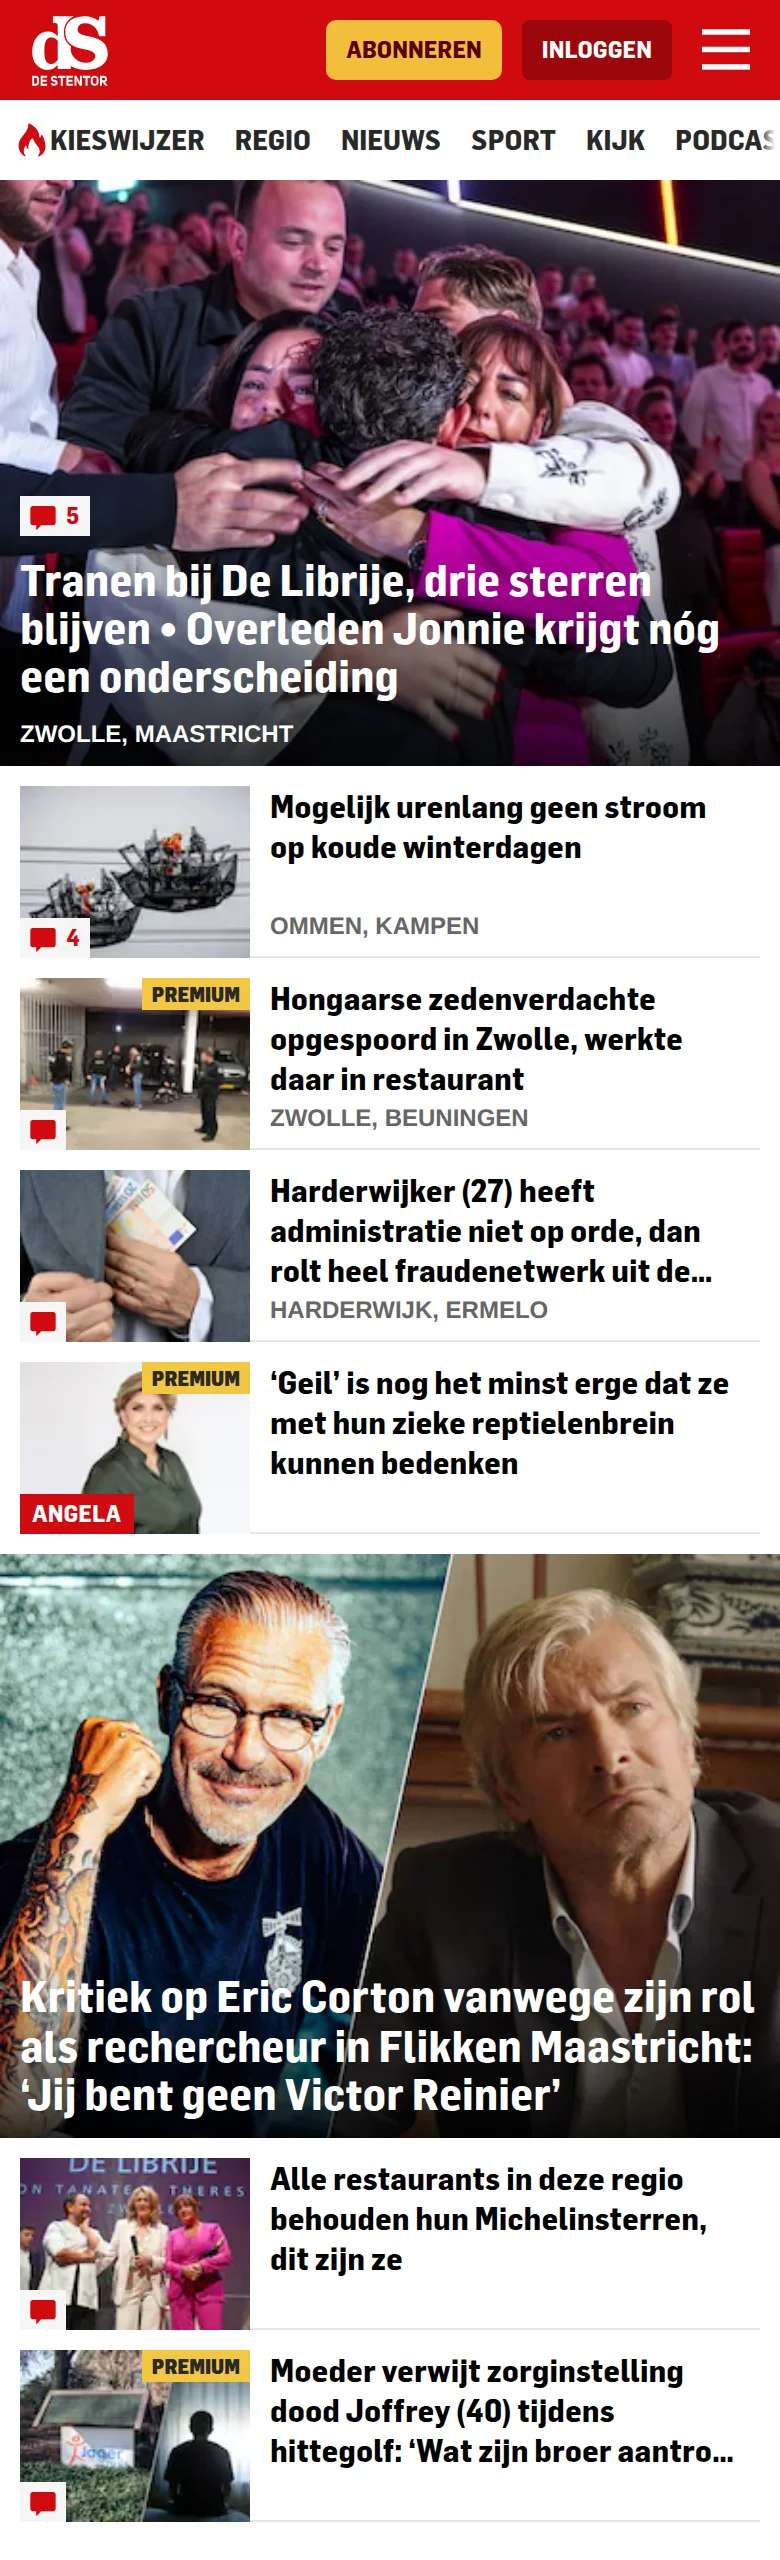 dS
DE STENTOR
ABONNEREN
INLOGGEN
KIESWIJZER REGIO NIEUWS SPORT KIJK PODCAS
5
Tranen bij De Librije, drie sterren
blijven • Overleden Jonnie krijgt nóg
een onderscheiding
ZWOLLE, MAASTRICHT
Mogelijk urenlang geen stroom
op koude winterdagen
4
OMMEN, KAMPEN
PREMIUM
Hongaarse zedenverdachte
opgespoord in Zwolle, werkte
daar in restaurant
ZWOLLE, BEUNINGEN
Harderwijker (27) heeft
administratie niet op orde, dan
rolt heel fraudenetwerk uit de...
HARDERWIJK, ERMELO
PREMIUM
‘Geil’ is nog het minst erge dat ze
met hun zieke reptielenbrein
kunnen bedenken
ANGELA
Kritiek op Eric Corton vanwege zijn rol
als rechercheur in Flikken Maastricht:
‘Jij bent geen Victor Reinier’
DE LIBRIJE
ON TANATE & THERES
Alle restaurants in deze regio
behouden hun Michelinsterren,
dit zijn ze
PREMIUM
Jager
Moeder verwijt zorginstelling
dood Joffrey (40) tijdens
hittegolf: ‘Wat zijn broer aantro...